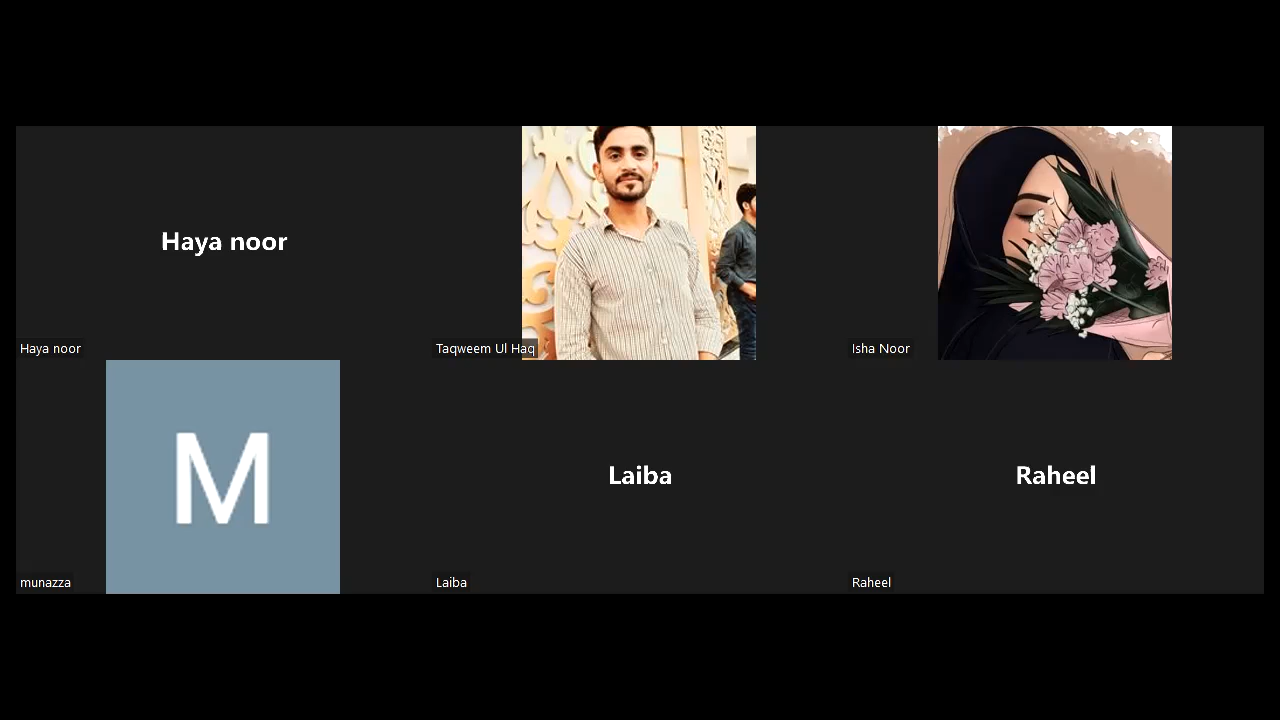 Haya noor
Haya noor
Taqweem Ul Haq
Isha Noor
M
munazza
Laiba
Laiba
Raheel
Raheel